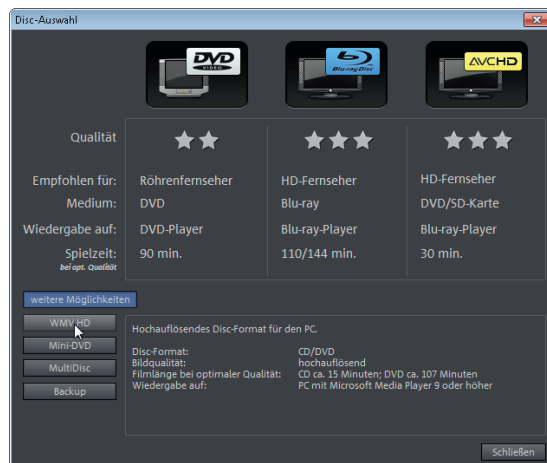 Disc-Auswahl
DVD VIDEO
Blu-ray Disc
AVCHD
Qualität
Empfohlen für: Röhrenfernseher HD-Fernseher HD-Fernseher
Medium: DVD Blu-ray DVD/SD-Karte
Wiedergabe auf: DVD-Player Blu-ray-Player Blu-ray-Player
Spielzeit: 90 min. 110/144 min. 30 min.
bei opt. Qualität
weitere Möglichkeiten
WMV HD
Mini-DVD
MultiDisc
Backup
Hochauflösendes Disc-Format für den PC.
Disc-Format: CD/DVD
Bildqualität: hochauflösend
Filmlänge bei optimaler Qualität: CD ca. 15 Minuten; DVD ca. 107 Minuten
Wiedergabe auf: PC mit Microsoft Media Player 9 oder höher
Schließen